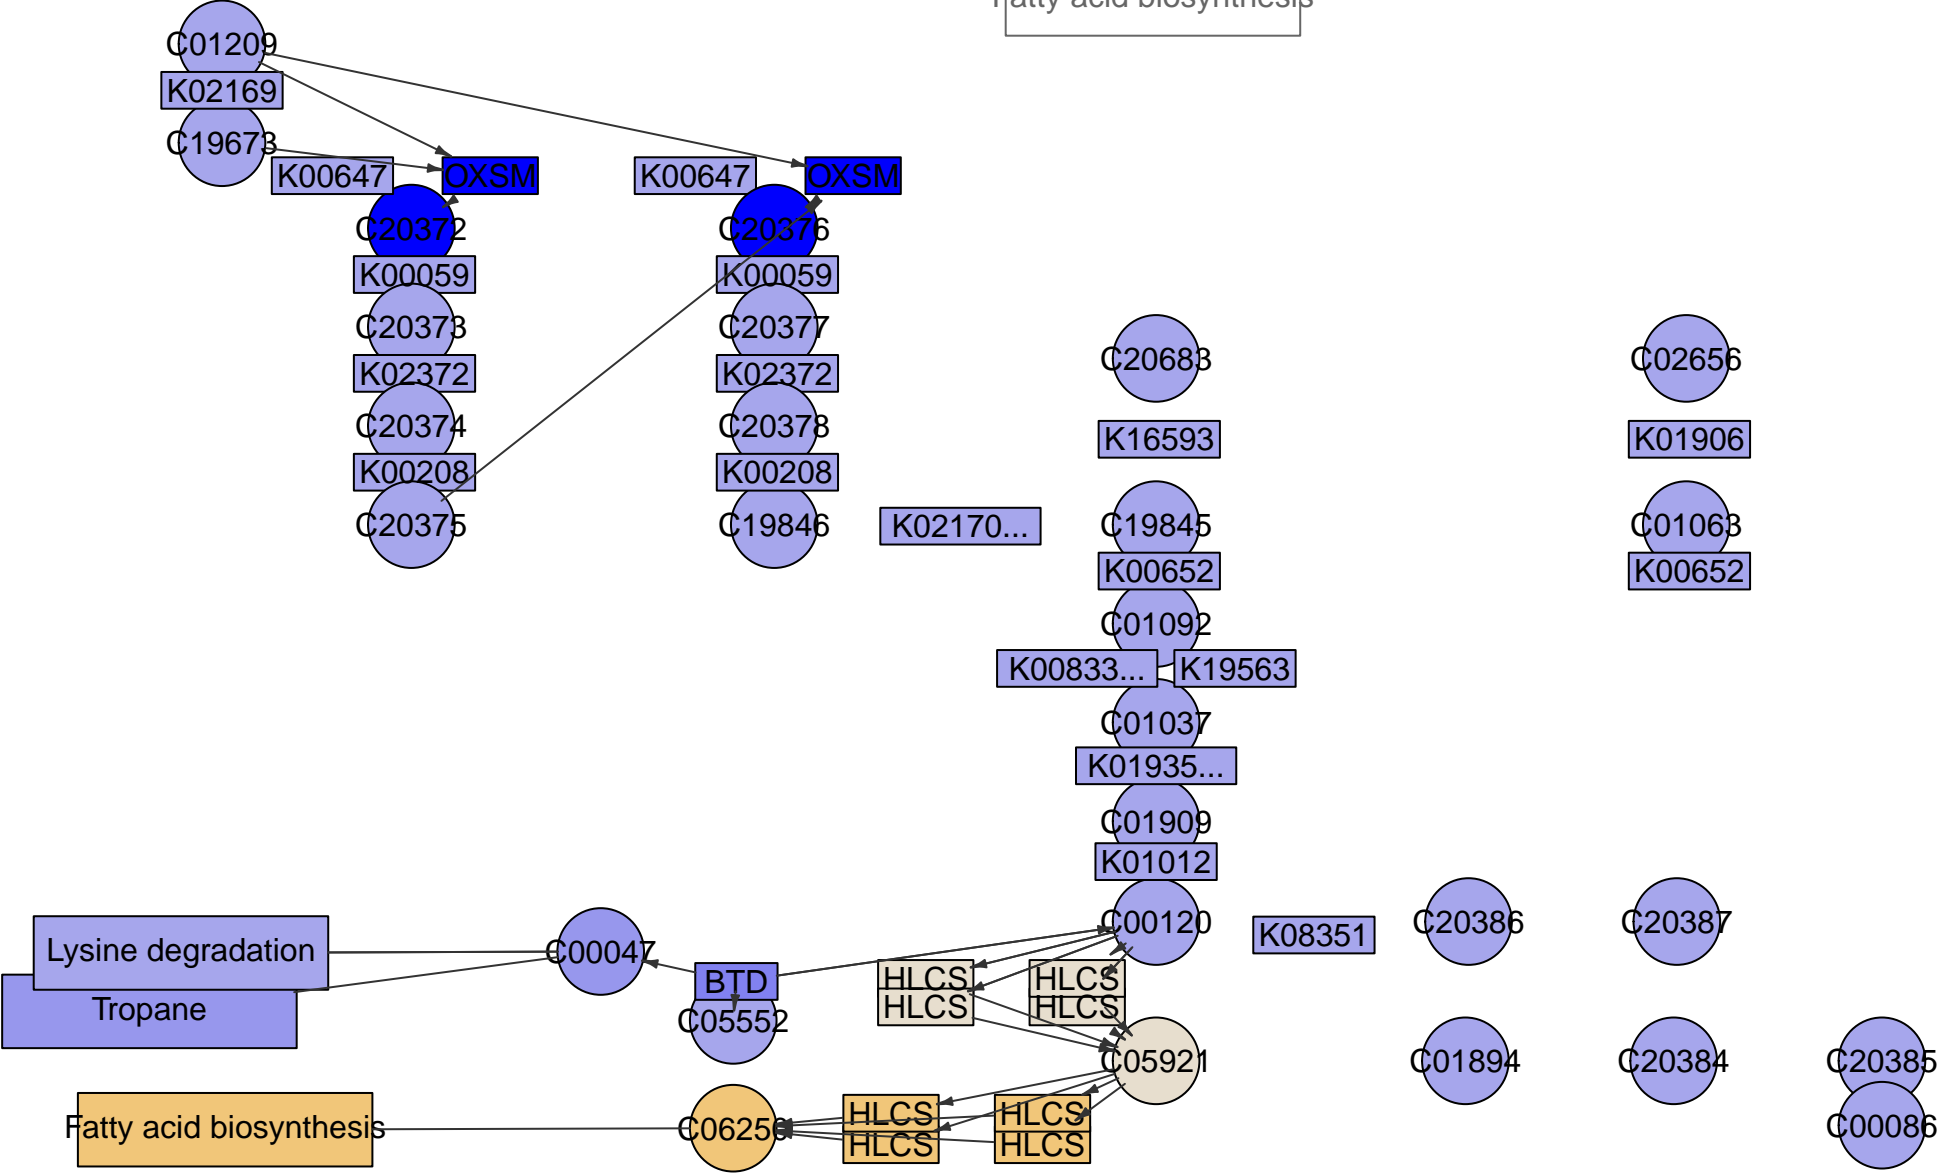 Fatty acid biosynthesis
C01209
K02169
C19673
K00647
OXSM
K00647
OXSM
C20372
C20376
K00059
K00059
C20373
C20377
C20683
C02656
K02372
K02372
C20374
C20378
K16593
K01906
K00208
K00208
C20375
C19846
K02170...
C19845
C01063
K00652
K00652
C01092
K00833...
K19563
C01037
K01935...
C01909
K01012
C00120
K08351
C20386
C20387
Lysine degradation
C00047
BTD
HLCS
HLCS
Tropane
C05552
HLCS
HLCS
C05921
C01894
C20384
C20385
Fatty acid biosynthesis
HLCS
HLCS
C00086
HLCS
HLCS